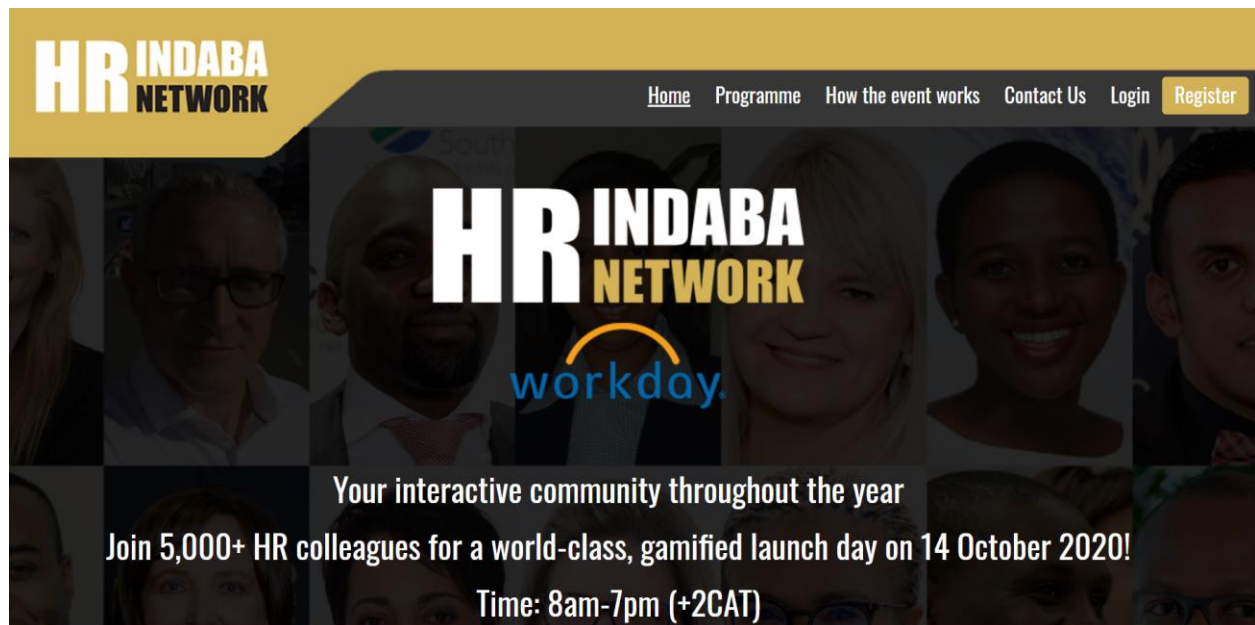 HR INDABA
NETWORK
Home Programme How the event works Contact Us Login Register
South
HR INDABA
NETWORK
workday.
Your interactive community throughout the year
Join 5,000+ HR colleagues for a world-class, gamified launch day on 14 October 2020!
Time: 8am-7pm (+2CAT)